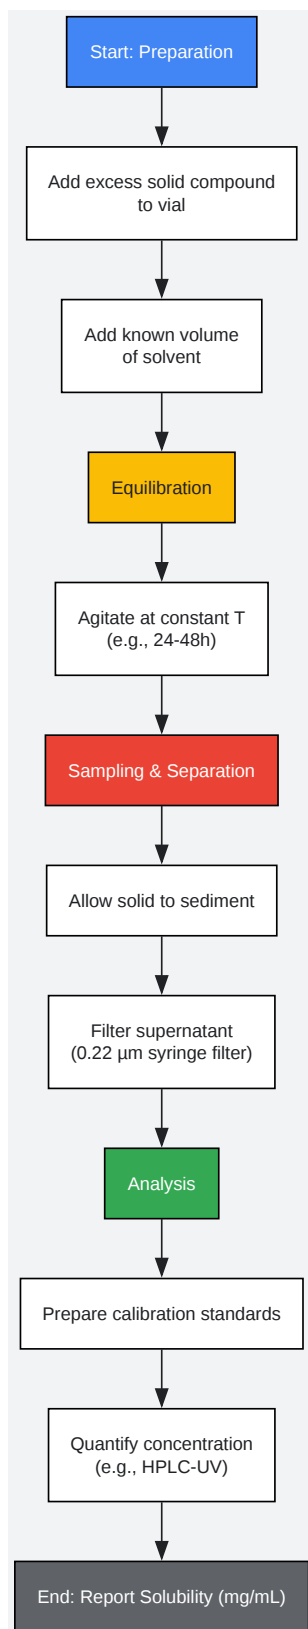 Start: Preparation
Add excess solid compound
to vial
Add known volume
of solvent
Equilibration
Agitate at constant T
(e.g., 24-48h)
Sampling & Separation
Allow solid to sediment
Filter supernatant
(0.22 µm syringe filter)
Analysis
Prepare calibration standards
Quantify concentration
(e.g., HPLC-UV)
End: Report Solubility (mg/mL)